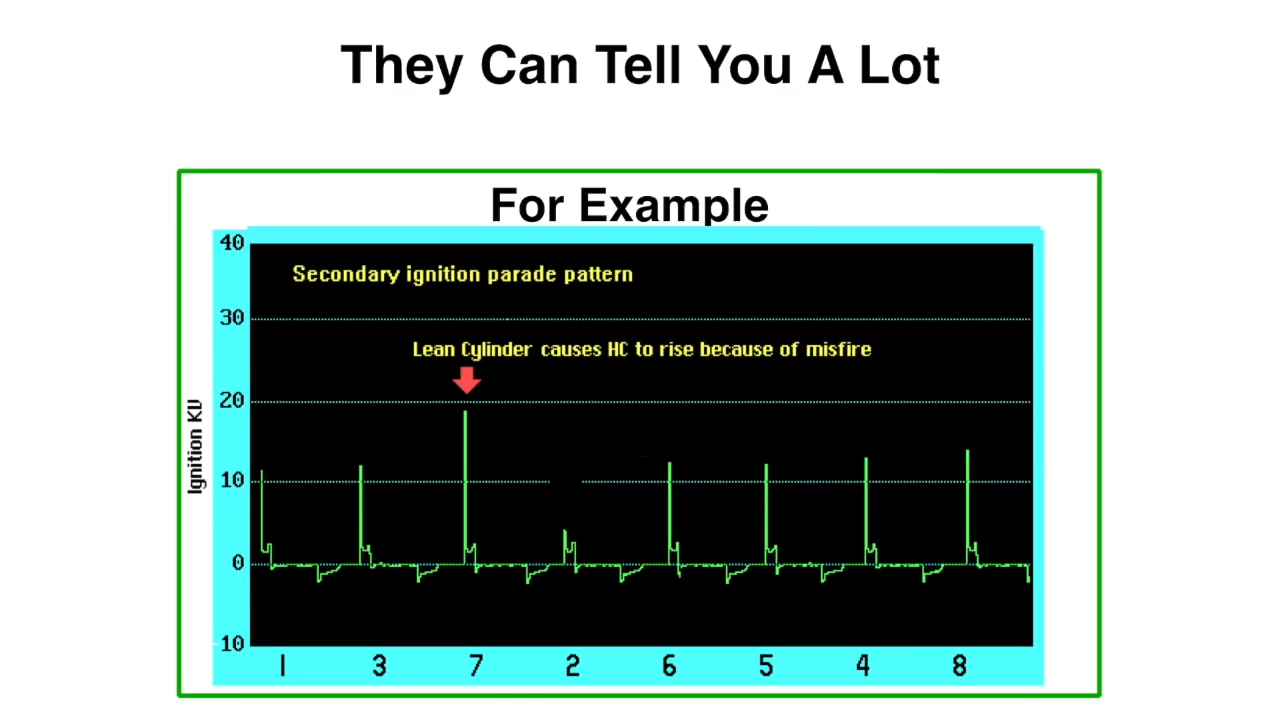 They Can Tell You A Lot
For Example
40
Secondary ignition parade pattern
30
Lean Cylinder causes HC to rise because of misfire
20
Ignition KV
10
0
-10
1 3 7 2 6 5 4 8